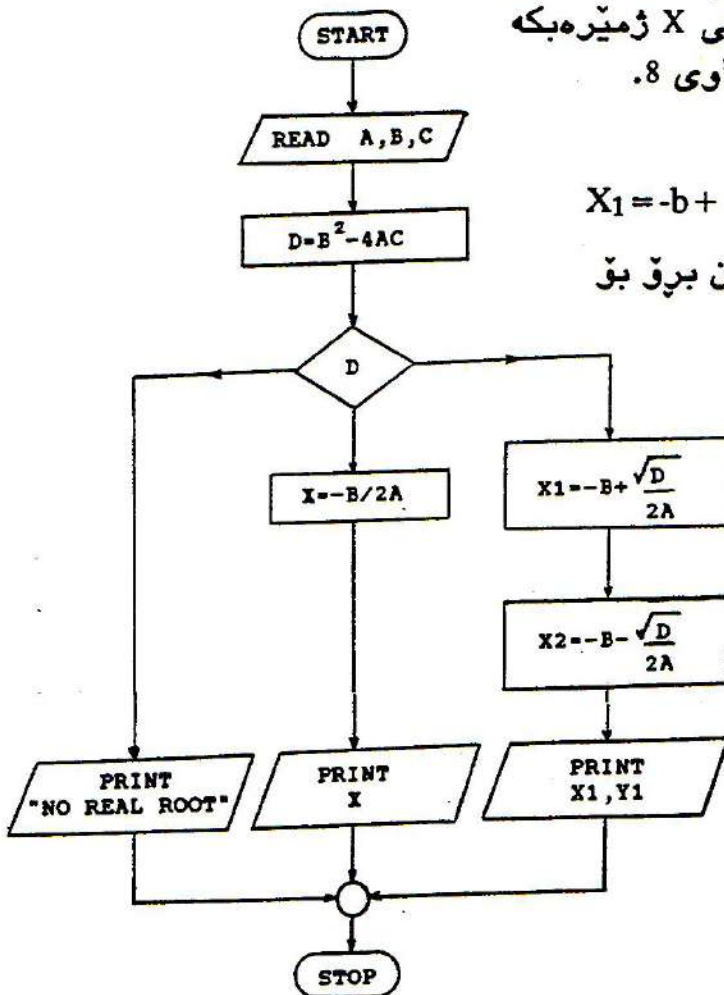 ی X ژمێرەبکە
وی 8.
X1=-b+
ن برۆ بۆ
START
READ A,B,C
D=B²-4AC
D
X=-B/2A
X1=-B+√D/2A
X2=-B-√D/2A
PRINT
"NO REAL ROOT"
PRINT
X
PRINT
X1,Y1
STOP